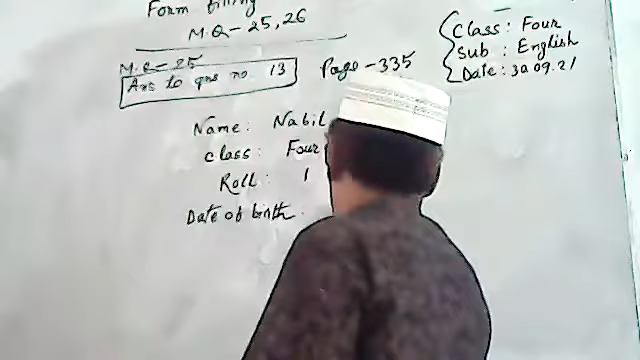 Form filling
M.Q-25,26
M.Q-25
Ans to qns no. 13 Page-335
Class: Four
Sub: English
Date: 30.09.21
Name: Nabil
class: Four
Roll: 1
Date of birth